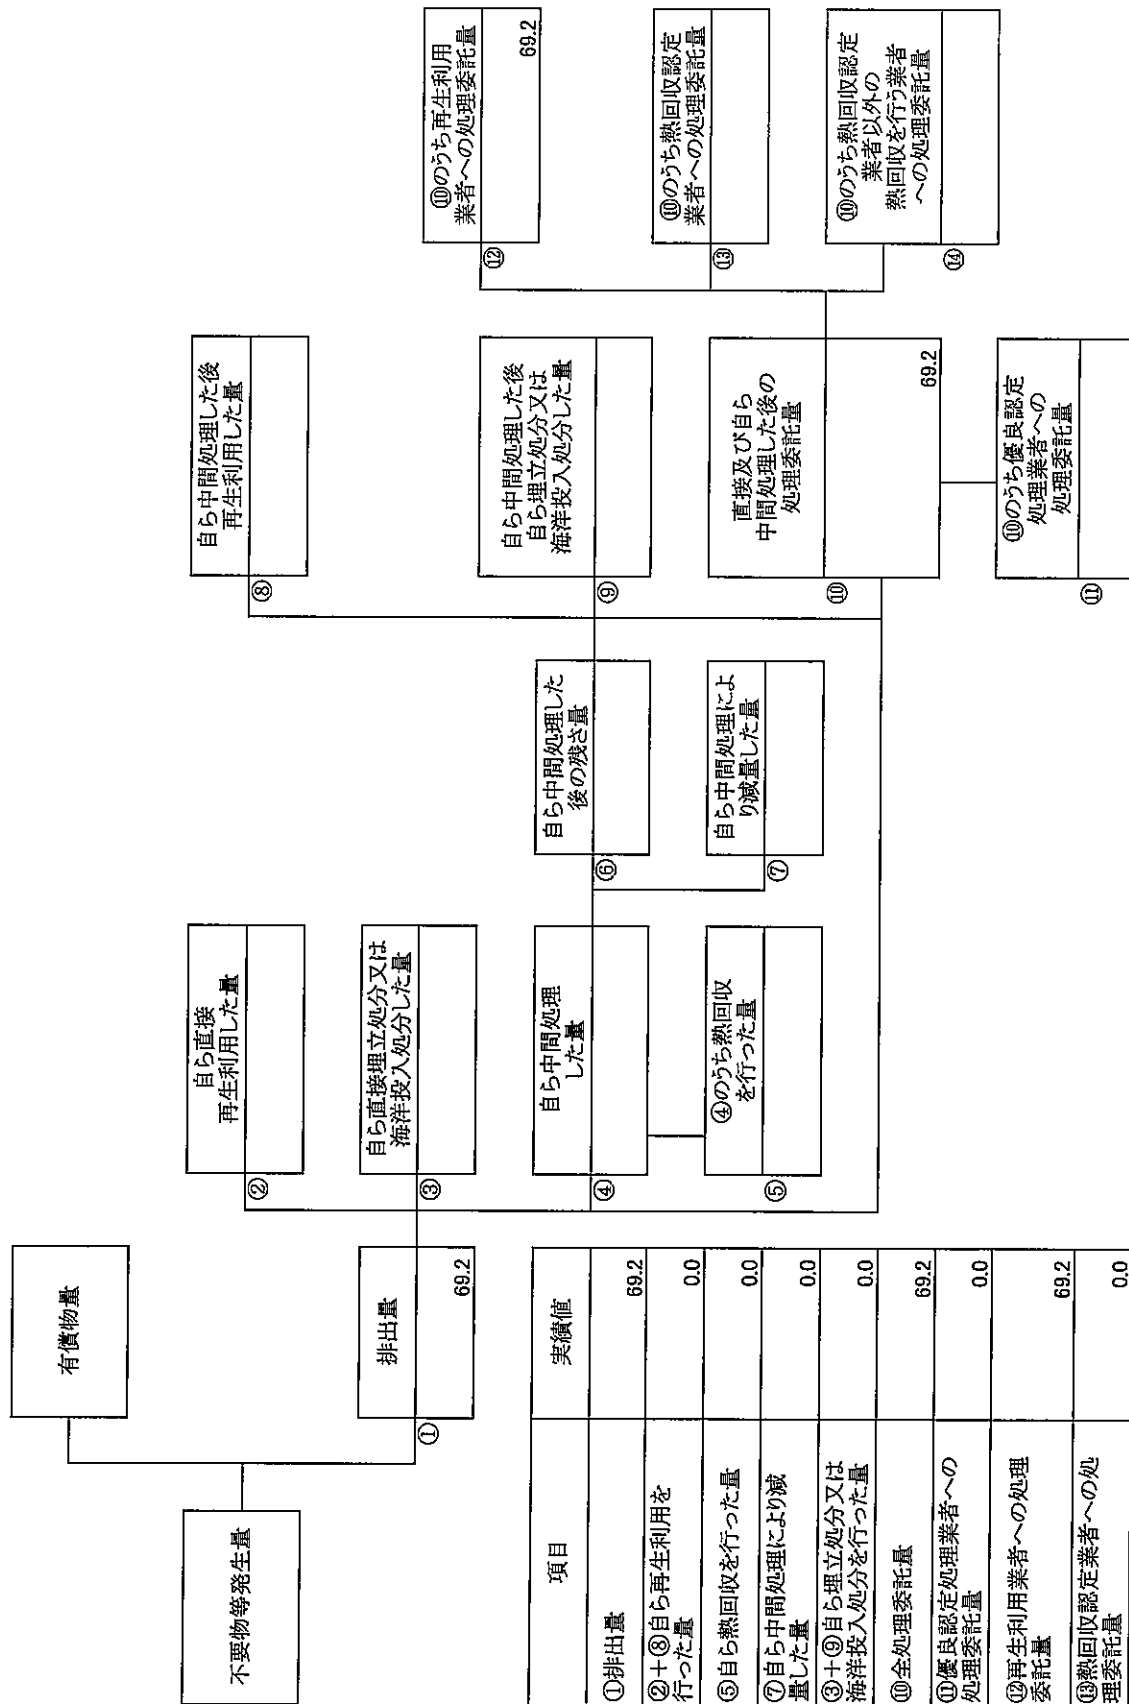 不要物等発生量
有償物量
①
排出量
69.2
②
自ら直接
再生利用した量
③
自ら直接埋立処分又は
海洋投入処分した量
④
自ら中間処理
した量
⑤
④のうち熱回収
を行った量
⑥
自ら中間処理した
後の残さ量
⑦
自ら中間処理によ
り減量した量
⑧
自ら中間処理した後
再生利用した量
⑨
自ら中間処理した後
自ら埋立処分又は
海洋投入処分した量
⑩
直接及び自ら
中間処理した後の
処理委託量
69.2
⑪
⑩のうち優良認定
処理業者への
処理委託量
⑫
⑩のうち再生利用
業者への処理委託量
69.2
⑬
⑩のうち熱回収認定
業者への処理委託量
⑭
⑩のうち熱回収認定
業者以外の
熱回収を行う業者
への処理委託量
項目 実績値
①排出量 69.2
②+⑧自ら再生利用を
行った量 0.0
⑤自ら熱回収を行った量 0.0
⑦自ら中間処理により減
量した量 0.0
③+⑨自ら埋立処分又は
海洋投入処分を行った量 0.0
⑩全処理委託量 69.2
⑪優良認定処理業者への
処理委託量 0.0
⑫再生利用業者への処理
委託量 69.2
⑬熱回収認定業者への処
理委託量 0.0